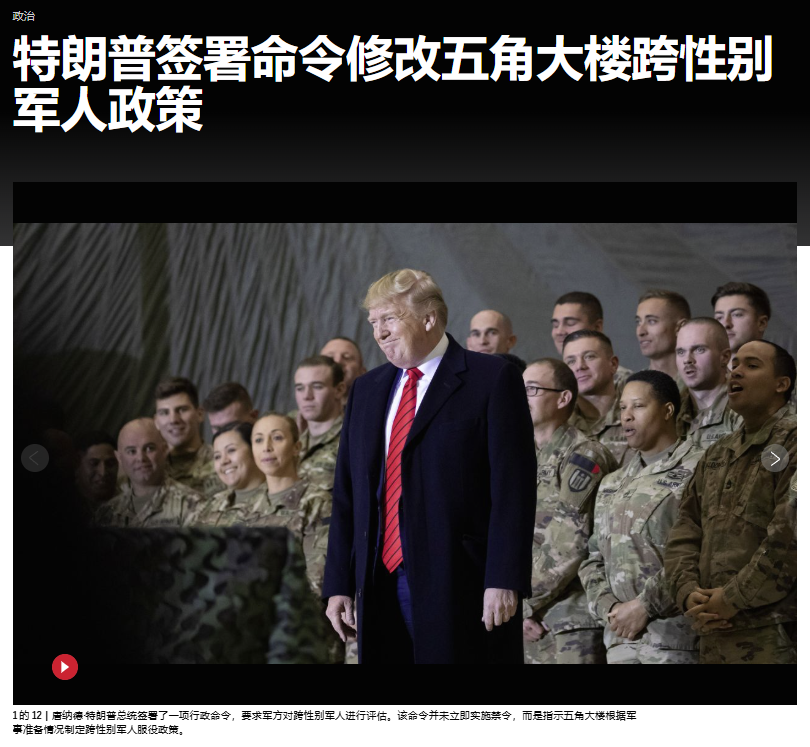 政治
特朗普签署命令修改五角大楼跨性别
军人政策
1 的 12 | 唐纳德·特朗普总统签署了一项行政命令，要求军方对跨性别军人进行评估。该命令并未立即实施禁令，而是指示五角大楼根据军
事准备情况制定跨性别军人服役政策。